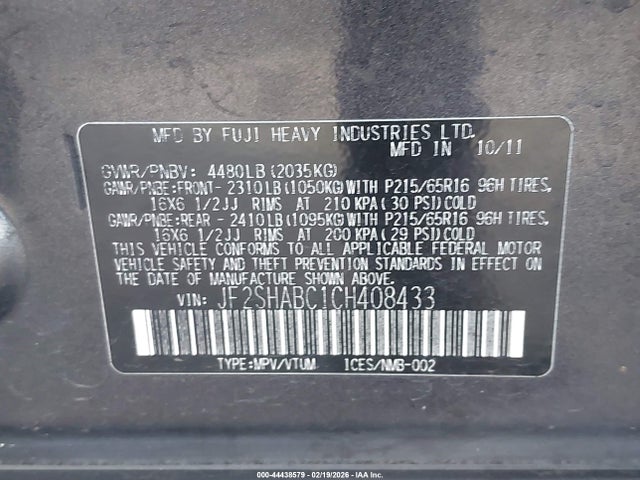 MFD BY FUJI HEAVY INDUSTRIES LTD.
MFD IN 10/11
GVWR/PNBV: 4480LB (2035KG)
GAWR/PNBE:FRONT- 2310LB(1050KG)WITH P215/65R16 96H TIRES,
16X6 1/2JJ RIMS AT 210 KPA( 30 PSI)COLD
GAWR/PNBE:REAR - 2410LB(1095KG)WITH P215/65R16 96H TIRES,
16X6 1/2JJ RIMS AT 200 KPA( 29 PSI)COLD
THIS VEHICLE CONFORMS TO ALL APPLICABLE FEDERAL MOTOR
VEHICLE SAFETY AND THEFT PREVENTION STANDARDS IN EFFECT ON
THE DATE OF MANUFACTURE SHOWN ABOVE.
VIN: JF2SHABC1CH408433
TYPE:MPV/VTUM ICES/NMB-002
000-44438579 - 02/19/2026 - IAAI, Inc.